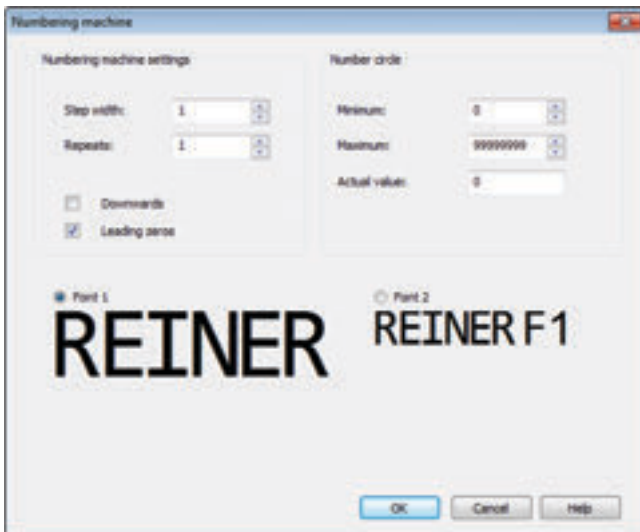 Numbering machine
Numbering machine settings
Step width: 1
Repeats: 1
Downwards
Leading zeros
Number circle
Minimum: 0
Maximum: 99999999
Actual value: 0
Font 1
REINER
Font 2
REINER F1
OK Cancel Help